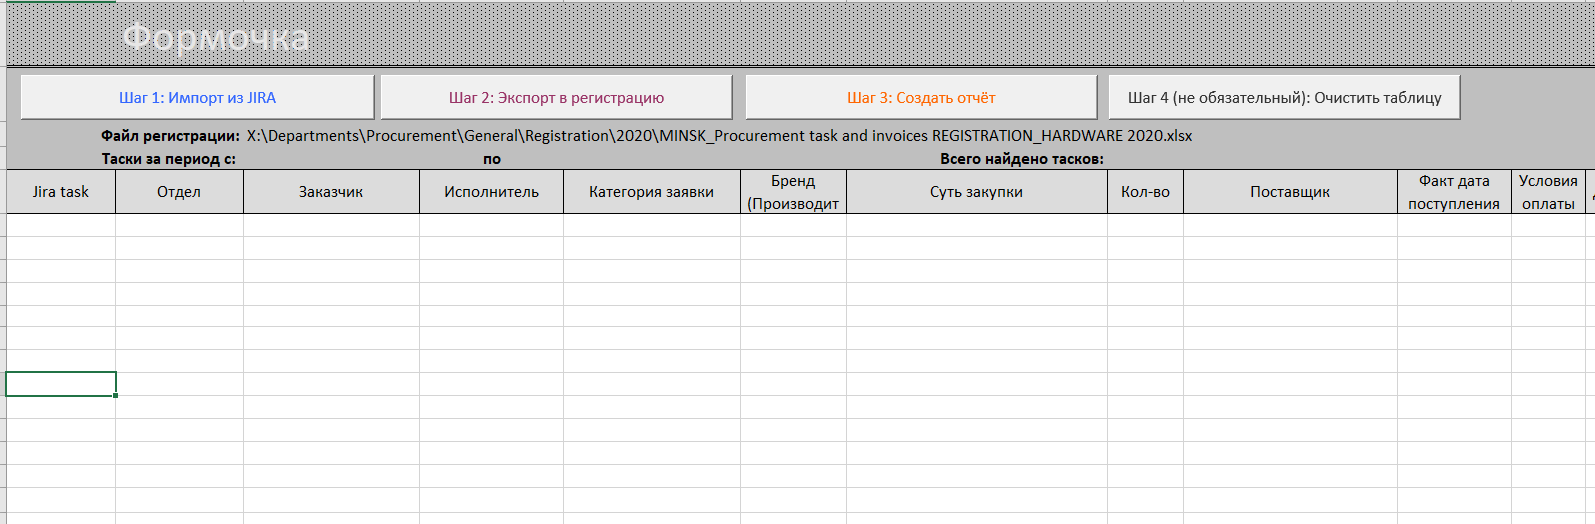 Формочка
Шаг 1: Импорт из JIRA
Шаг 2: Экспорт в регистрацию
Шаг 3: Создать отчёт
Шаг 4 (не обязательный): Очистить таблицу
Файл регистрации: X:\Departments\Procurement\General\Registration\2020\MINSK_Procurement task and invoices REGISTRATION_HARDWARE 2020.xlsx
Таски за период с: по Всего найдено тасков:
Jira task
Отдел
Заказчик
Исполнитель
Категория заявки
Бренд
(Производит
Суть закупки
Кол-во
Поставщик
Факт дата
поступления
Условия
оплаты